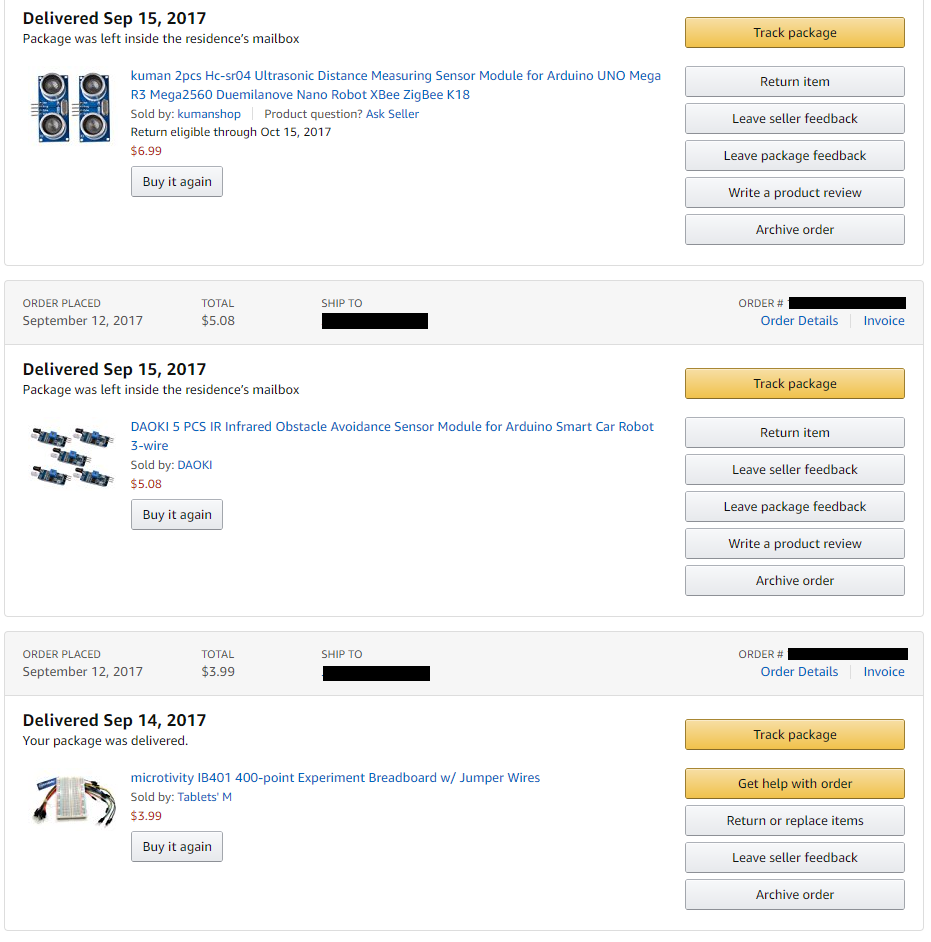 Delivered Sep 15, 2017
Package was left inside the residence's mailbox
Track package
kuman 2pcs Hc-sr04 Ultrasonic Distance Measuring Sensor Module for Arduino UNO Mega
R3 Mega2560 Duemilanove Nano Robot XBee ZigBee K18
Sold by: kumanshop | Product question? Ask Seller
Return eligible through Oct 15, 2017
$6.99
Buy it again
Return item
Leave seller feedback
Leave package feedback
Write a product review
Archive order
ORDER PLACED
September 12, 2017
TOTAL
$5.08
SHIP TO
ORDER #
Order Details | Invoice
Delivered Sep 15, 2017
Package was left inside the residence's mailbox
Track package
DAOKI 5 PCS IR Infrared Obstacle Avoidance Sensor Module for Arduino Smart Car Robot
3-wire
Sold by: DAOKI
$5.08
Buy it again
Return item
Leave seller feedback
Leave package feedback
Write a product review
Archive order
ORDER PLACED
September 12, 2017
TOTAL
$3.99
SHIP TO
ORDER #
Order Details | Invoice
Delivered Sep 14, 2017
Your package was delivered.
Track package
microtivity IB401 400-point Experiment Breadboard w/ Jumper Wires
Sold by: Tablets' M
$3.99
Buy it again
Get help with order
Return or replace items
Leave seller feedback
Archive order